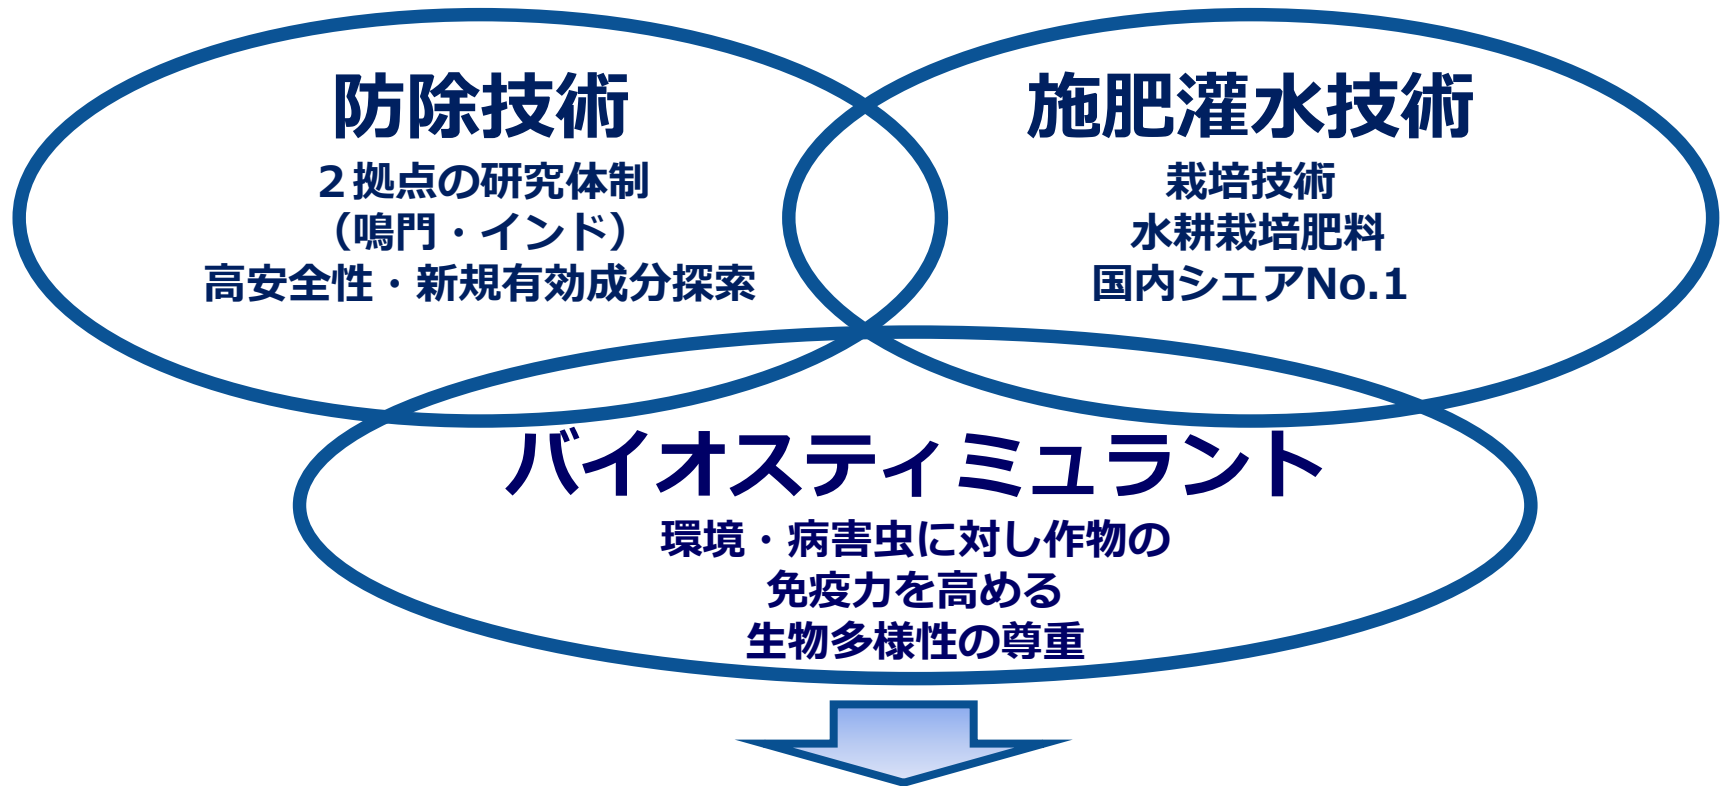 防除技術
２拠点の研究体制
（鳴門・インド）
高安全性・新規有効成分探索
施肥灌水技術
栽培技術
水耕栽培肥料
国内シェアNo.1
バイオスティミュラント
環境・病害虫に対し作物の
免疫力を高める
生物多様性の尊重